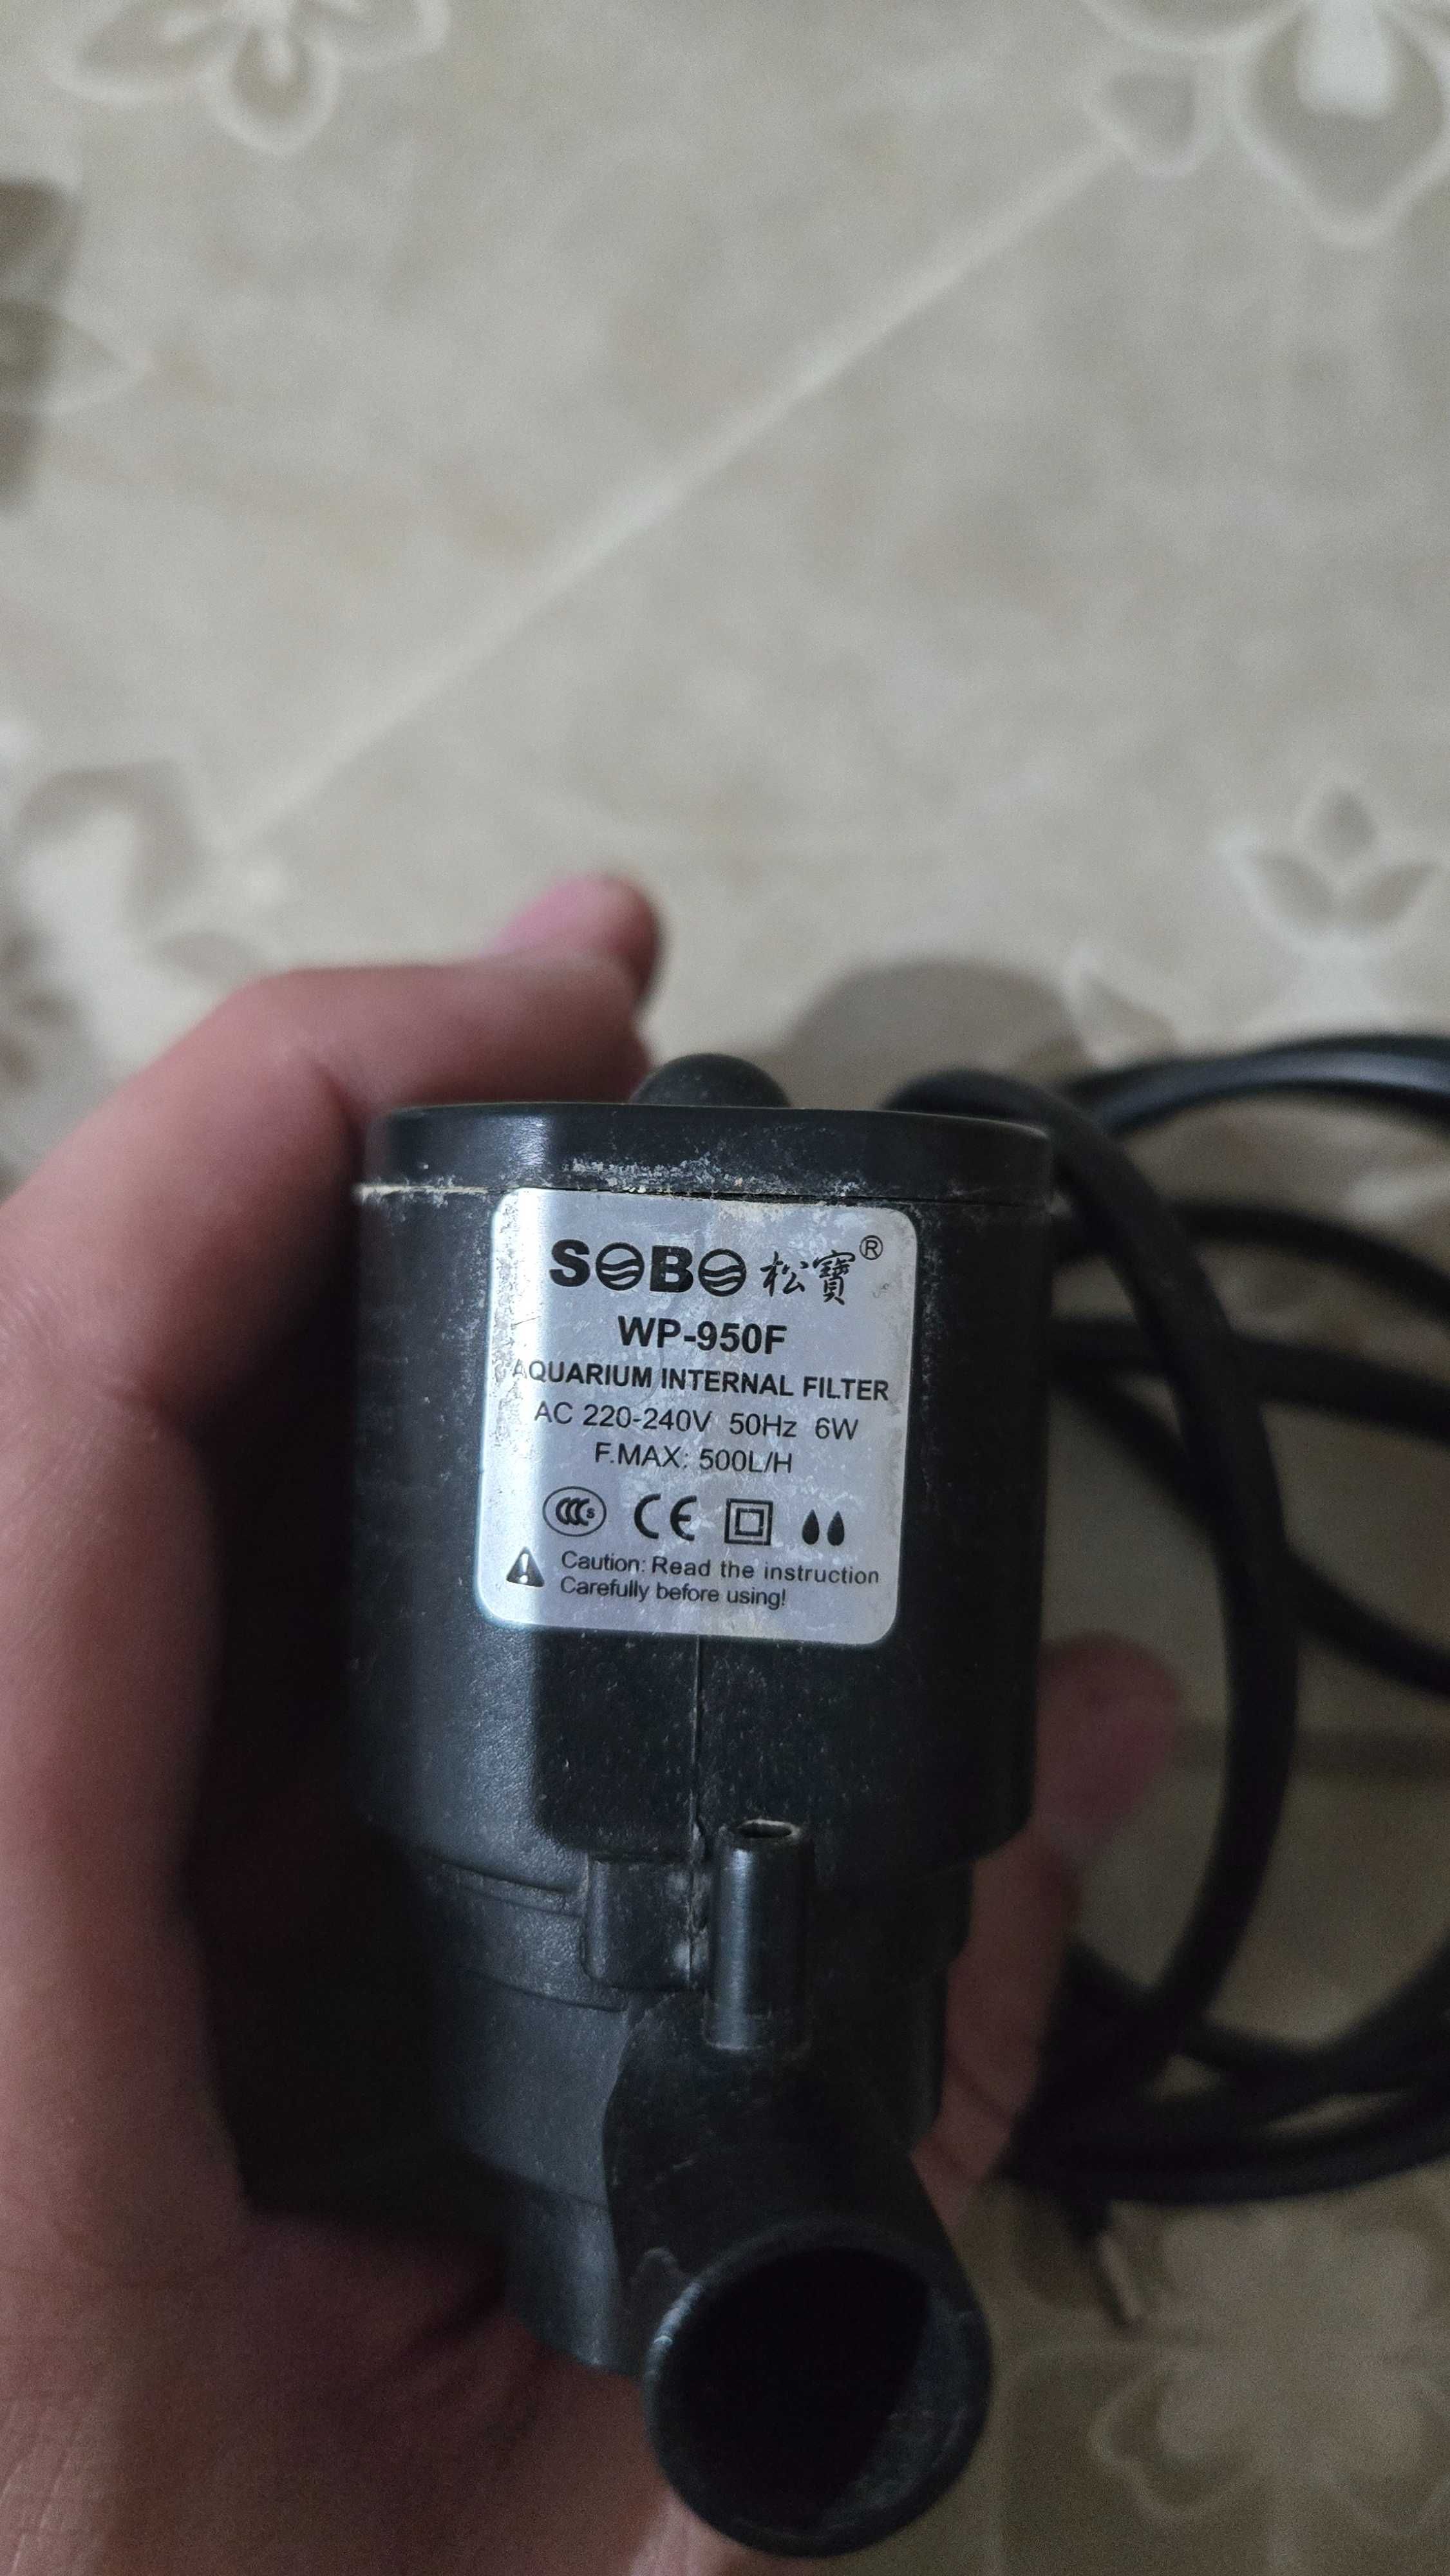 SOBO 松寶®
WP-950F
AQUARIUM INTERNAL FILTER
AC 220-240V 50Hz 6W
F.MAX: 500L/H
CCC S CE
Caution: Read the instruction
Carefully before using!